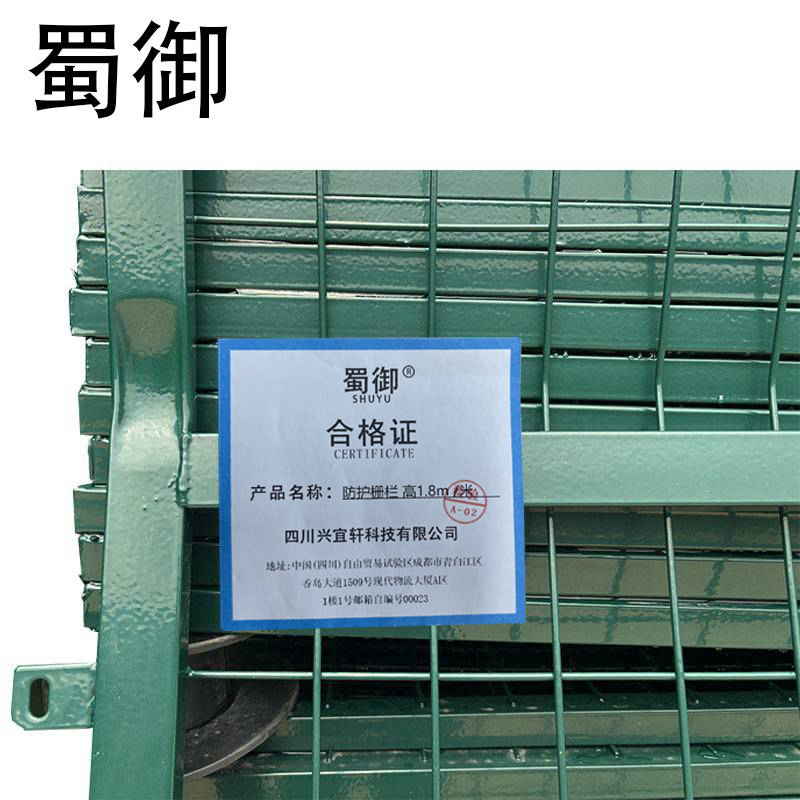 蜀御
蜀御®
SHUYU
合格证
CERTIFICATE
产品名称：防护栅栏 高1.8m /米
A-02
四川兴宜轩科技有限公司
地址：中国(四川)自由贸易试验区成都市青白江区
香岛大道1509号现代物流大厦A区
1楼1号邮箱自编号00023